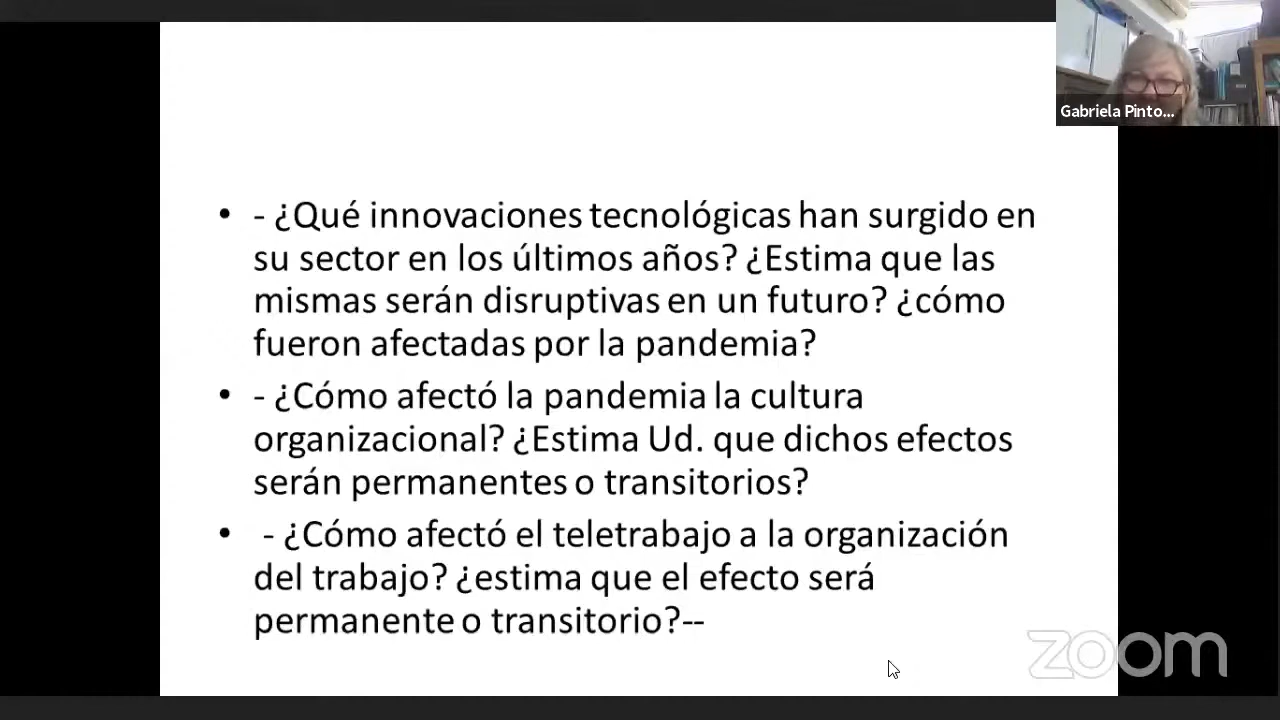 Gabriela Pinto...
• - ¿Qué innovaciones tecnológicas han surgido en
su sector en los últimos años? ¿Estima que las
mismas serán disruptivas en un futuro? ¿cómo
fueron afectadas por la pandemia?
• - ¿Cómo afectó la pandemia la cultura
organizacional? ¿Estima Ud. que dichos efectos
serán permanentes o transitorios?
• - ¿Cómo afectó el teletrabajo a la organización
del trabajo? ¿estima que el efecto será
permanente o transitorio?--
zoom